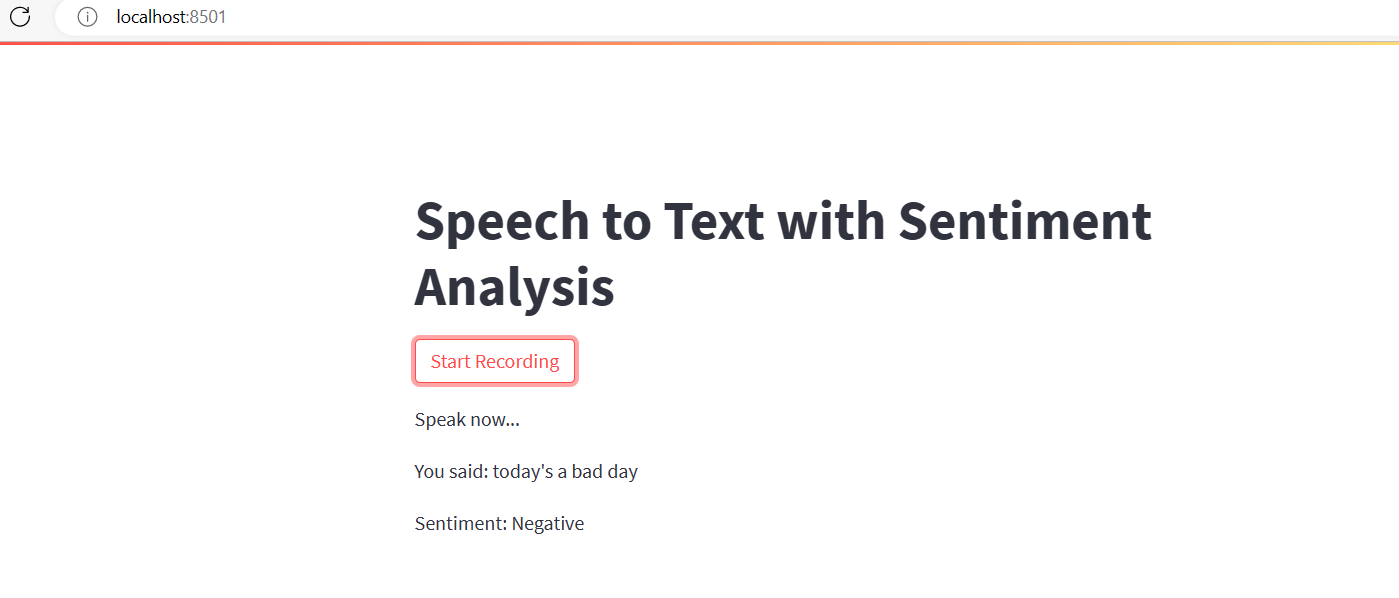 localhost:8501
Speech to Text with Sentiment
Analysis
Start Recording
Speak now...
You said: today's a bad day
Sentiment: Negative